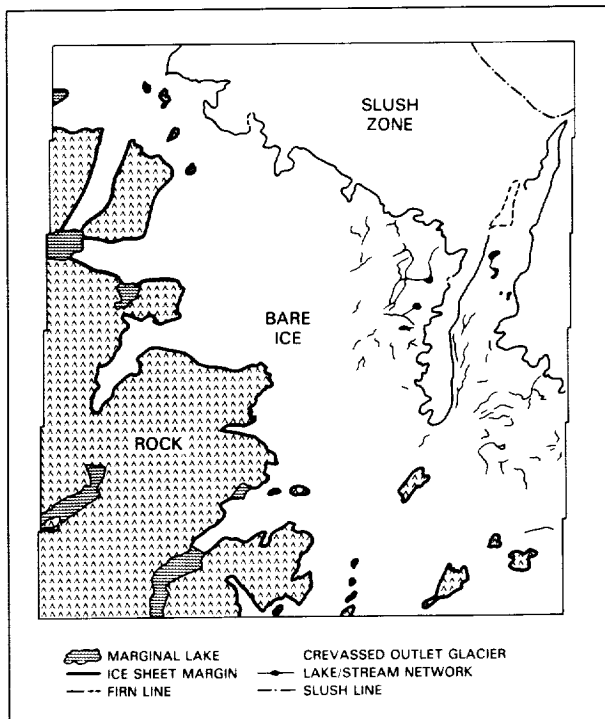 SLUSH
ZONE
BARE
ICE
ROCK
MARGINAL LAKE
CREVASSED OUTLET GLACIER
ICE SHEET MARGIN
LAKE/STREAM NETWORK
FIRN LINE
SLUSH LINE